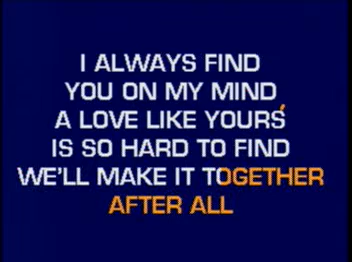 I ALWAYS FIND
YOU ON MY MIND
A LOVE LIKE YOURS
IS SO HARD TO FIND
WE'LL MAKE IT TOGETHER
AFTER ALL